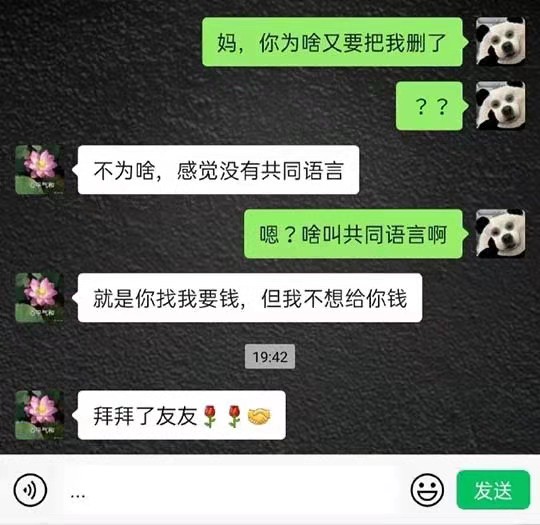 妈，你为啥又要把我删了
？？
不为啥，感觉没有共同语言
嗯？啥叫共同语言啊
就是你找我要钱，但我不想给你钱
19:42
拜拜了友友🌹🌹🤝
...
发送